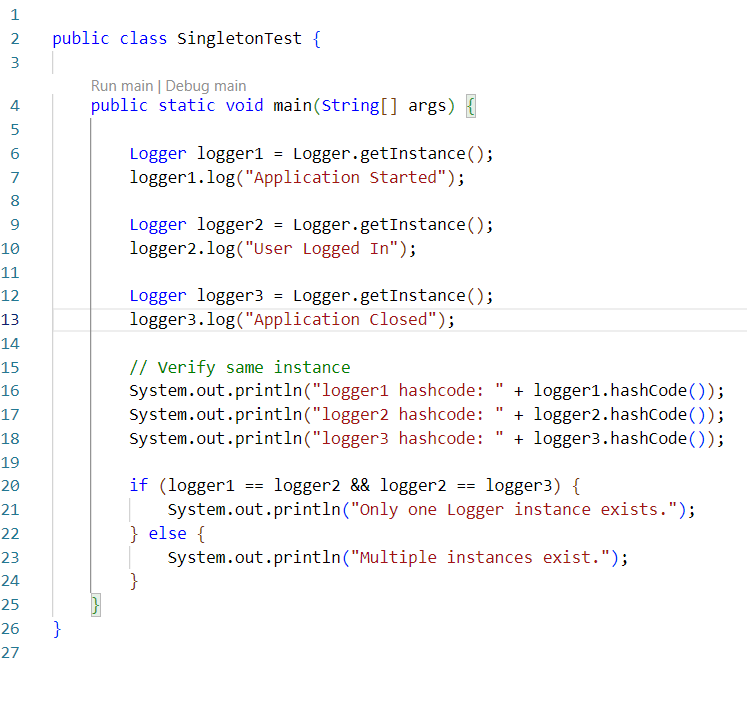 1
2 public class SingletonTest {
3
Run main | Debug main
4 public static void main(String[] args) {
5
6 Logger logger1 = Logger.getInstance();
7 logger1.log("Application Started");
8
9 Logger logger2 = Logger.getInstance();
10 logger2.log("User Logged In");
11
12 Logger logger3 = Logger.getInstance();
13 logger3.log("Application Closed");
14
15 // Verify same instance
16 System.out.println("logger1 hashcode: " + logger1.hashCode());
17 System.out.println("logger2 hashcode: " + logger2.hashCode());
18 System.out.println("logger3 hashcode: " + logger3.hashCode());
19
20 if (logger1 == logger2 && logger2 == logger3) {
21 System.out.println("Only one Logger instance exists.");
22 } else {
23 System.out.println("Multiple instances exist.");
24 }
25 }
26 }
27